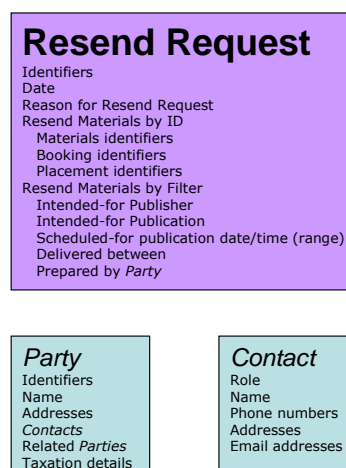 Resend Request
Identifiers
Date
Reason for Resend Request
Resend Materials by ID
Materials identifiers
Booking identifiers
Placement identifiers
Resend Materials by Filter
Intended-for Publisher
Intended-for Publication
Scheduled-for publication date/time (range)
Delivered between
Prepared by Party
Party
Identifiers
Name
Addresses
Contacts
Related Parties
Taxation details
Contact
Role
Name
Phone numbers
Addresses
Email addresses